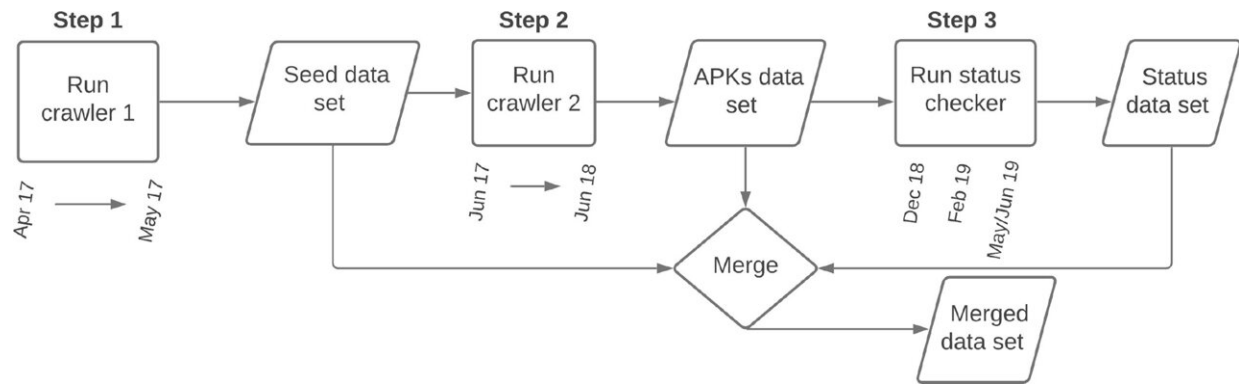 Step 1
Step 2
Step 3
Run
crawler 1
Seed data
set
Run
crawler 2
APKs data
set
Run status
checker
Status
data set
Apr 17
May 17
Jun 17
Jun 18
Dec 18
Feb 19
May/Jun 19
Merge
Merged
data set